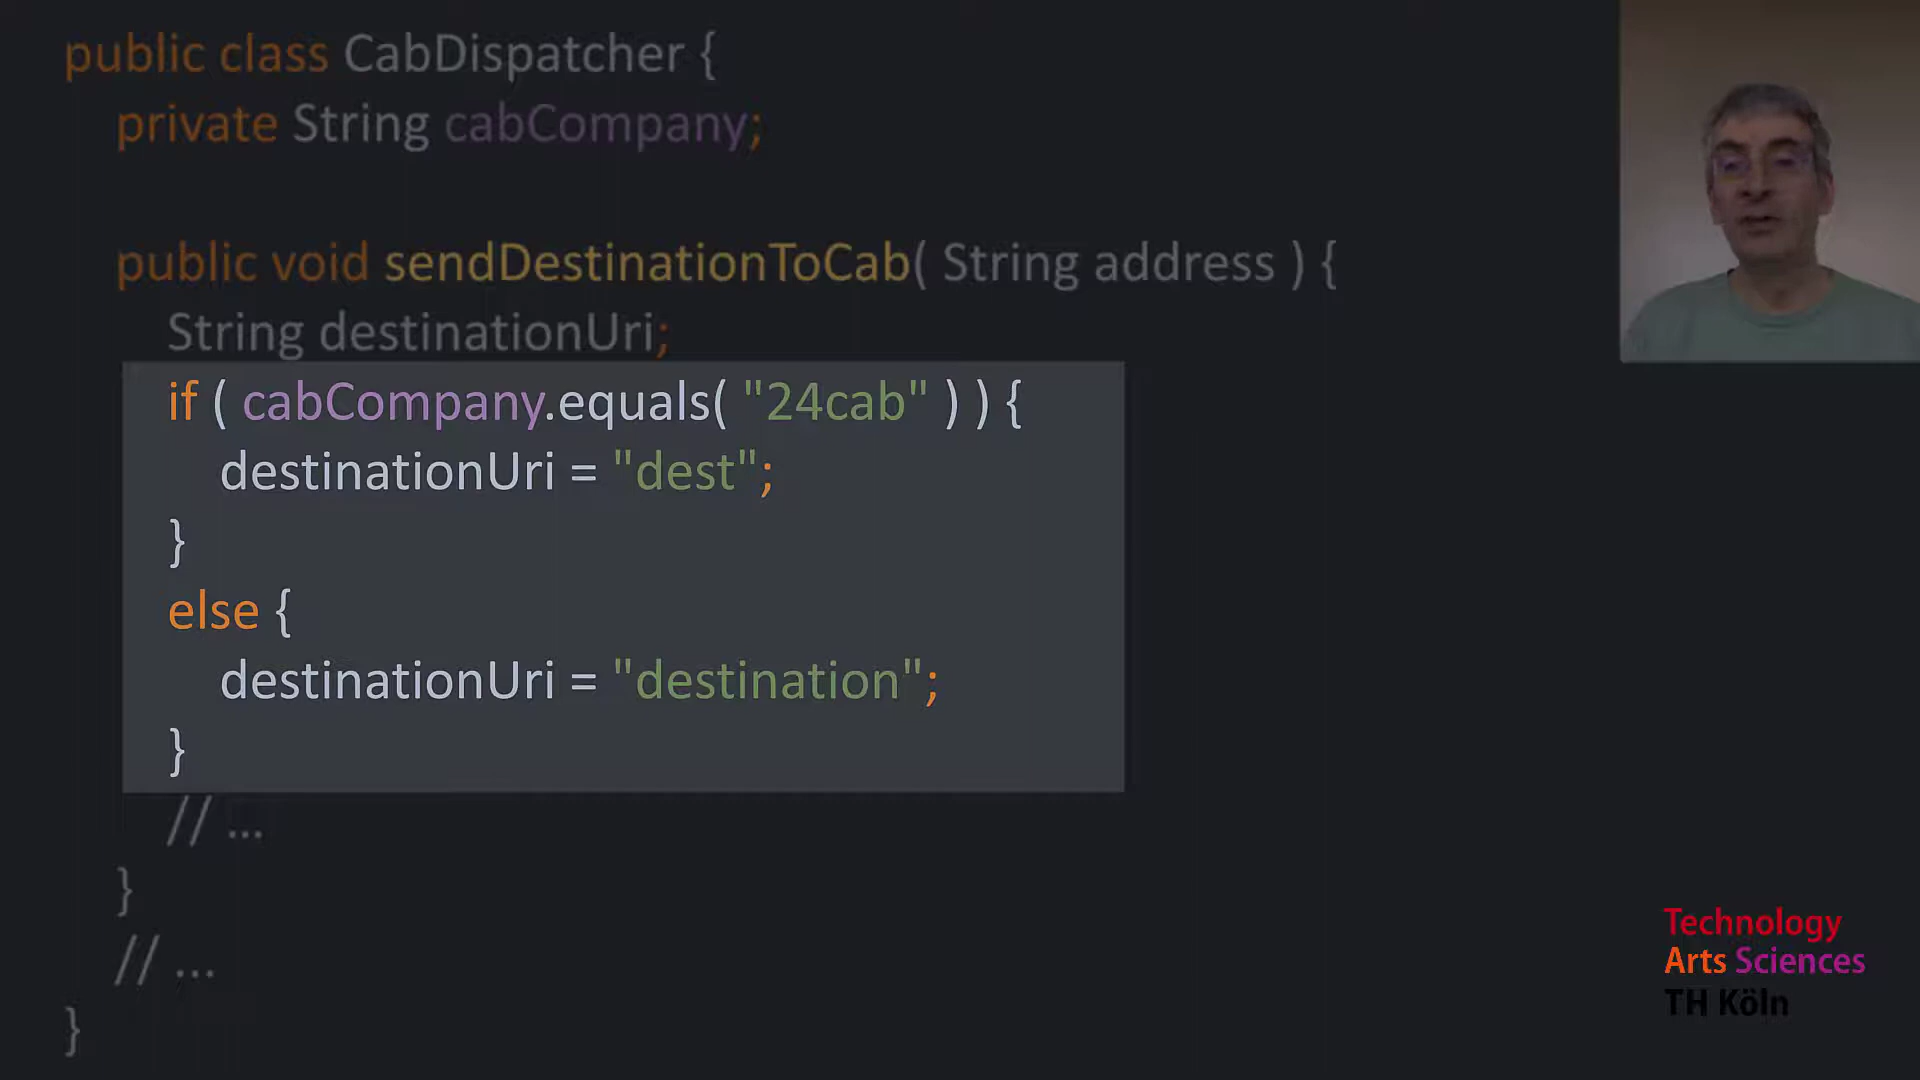 public class CabDispatcher {
private String cabCompany;
public void sendDestinationToCab( String address ) {
String destinationUri;
if ( cabCompany.equals( "24cab" ) ) {
destinationUri = "dest";
}
else {
destinationUri = "destination";
}
// ...
}
// ...
}
Technology
Arts Sciences
TH Köln